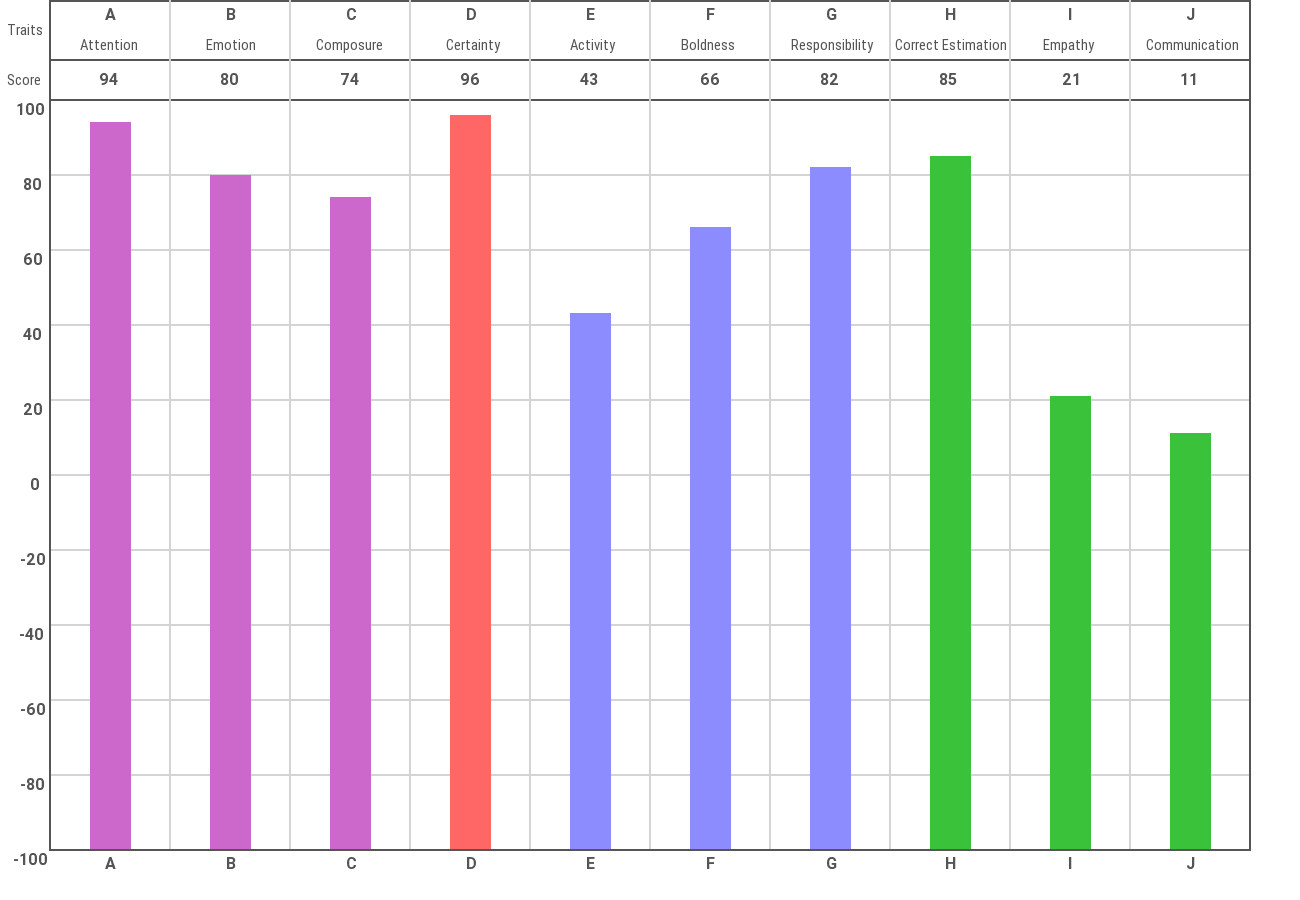 Traits
A B C D E F G H I J
Attention Emotion Composure Certainty Activity Boldness Responsibility Correct Estimation Empathy Communication
Score 94 80 74 96 43 66 82 85 21 11
100
80
60
40
20
0
-20
-40
-60
-80
-100
A B C D E F G H I J